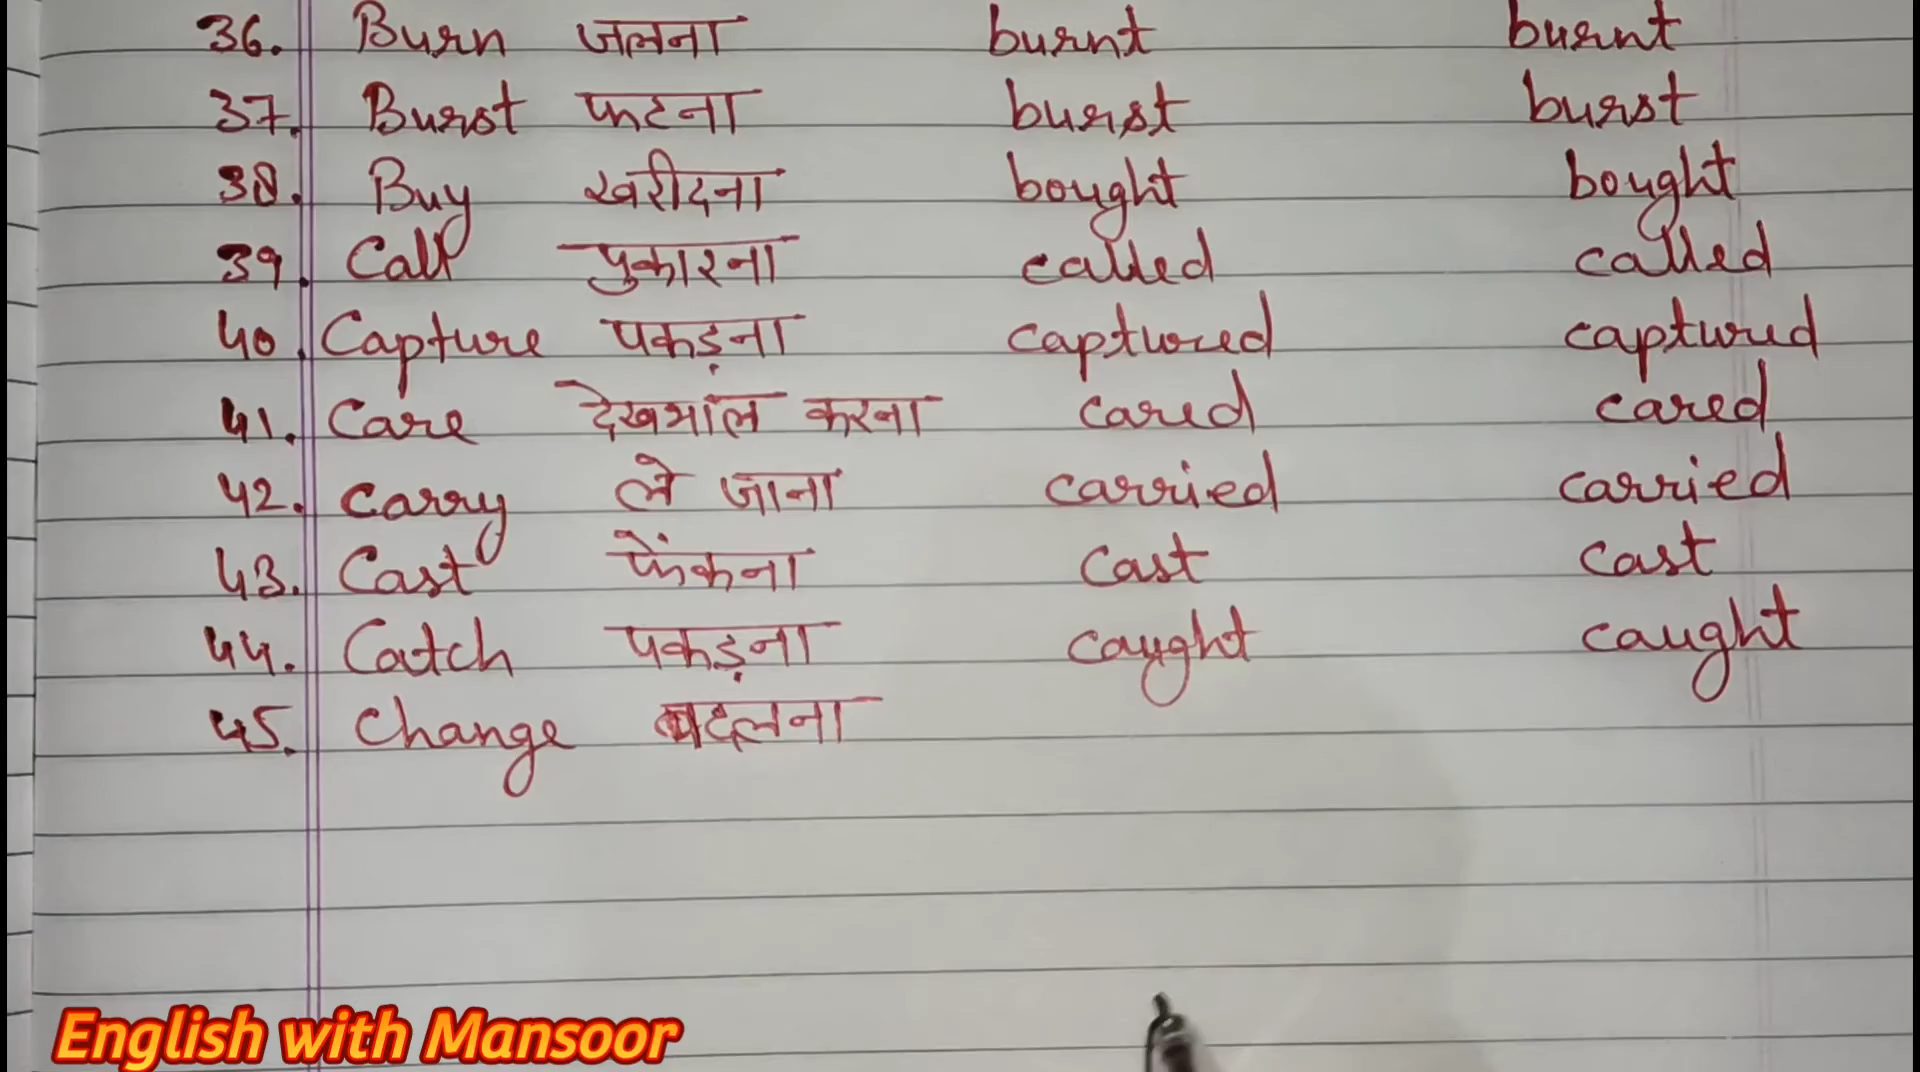 36. Burn जलना burnt burnt
37. Burst फटना burst burst
38. Buy खरीदना bought bought
39. Call पुकारना called called
40. Capture पकड़ना captured captured
41. Care देखभाल करना cared cared
42. Carry ले जाना carried carried
43. Cast फेंकना cast cast
44. Catch पकड़ना caught caught
45. Change बदलना
English with Mansoor